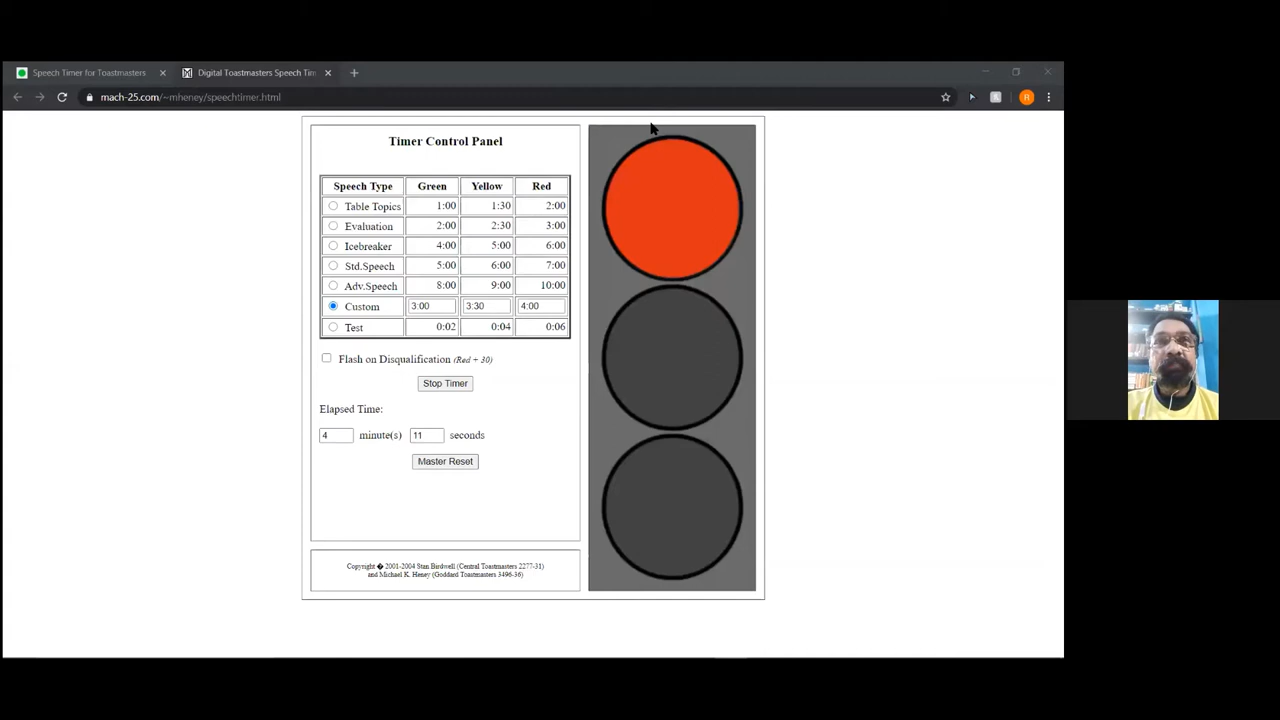 Speech Timer for Toastmasters
Digital Toastmasters Speech Tim
mach-25.com/~mheney/speechtimer.html
R
Timer Control Panel
Speech Type Green Yellow Red
Table Topics 1:00 1:30 2:00
Evaluation 2:00 2:30 3:00
Icebreaker 4:00 5:00 6:00
Std.Speech 5:00 6:00 7:00
Adv.Speech 8:00 9:00 10:00
Custom 3:00 3:30 4:00
Test 0:02 0:04 0:06
Flash on Disqualification (Red + 30)
Stop Timer
Elapsed Time:
4 minute(s) 11 seconds
Master Reset
Copyright � 2001-2004 Stan Birdwell (Central Toastmasters 2277-31)
and Michael K. Heney (Goddard Toastmasters 3496-36)